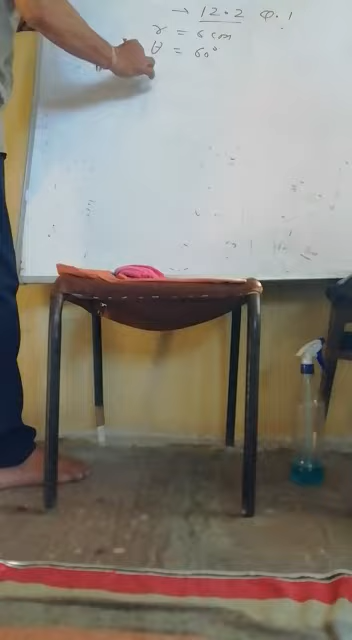 → 12.2 Q.1
r = 6 cm
θ = 60°